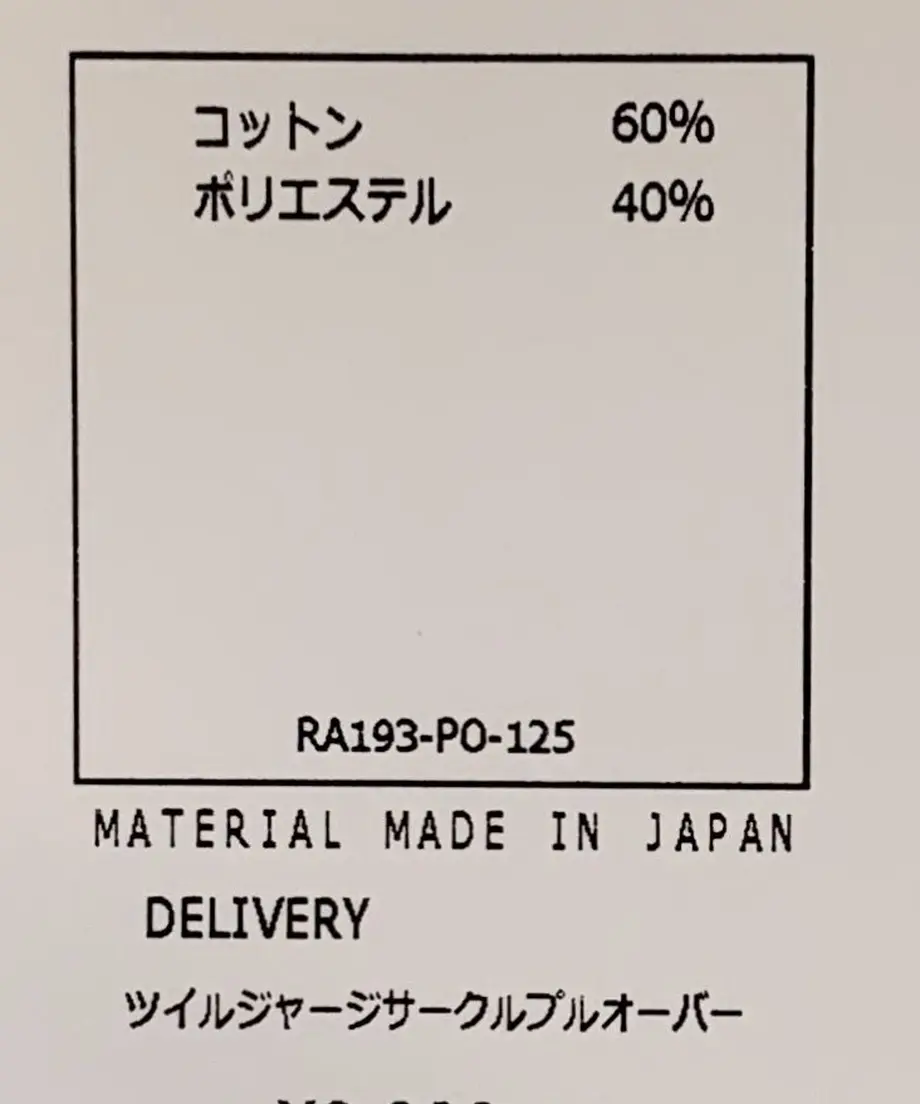 コットン 60%
ポリエステル 40%
RA193-PO-125
MATERIAL MADE IN JAPAN
DELIVERY
ツイルジャージサークルプルオーバー